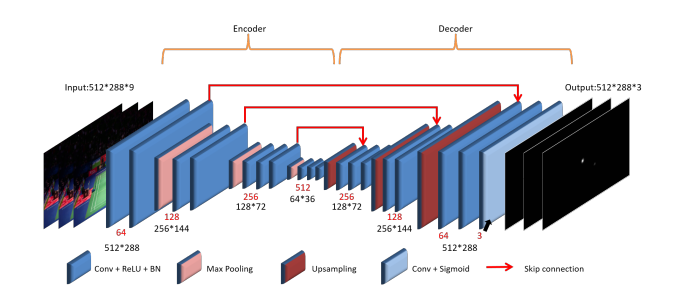 Encoder
Decoder
Input:512*288*9
Output:512*288*3
64
512*288
128
256*144
256
128*72
512
64*36
256
128*72
128
256*144
64
3
512*288
Conv + ReLU + BN
Max Pooling
Upsampling
Conv + Sigmoid
Skip connection